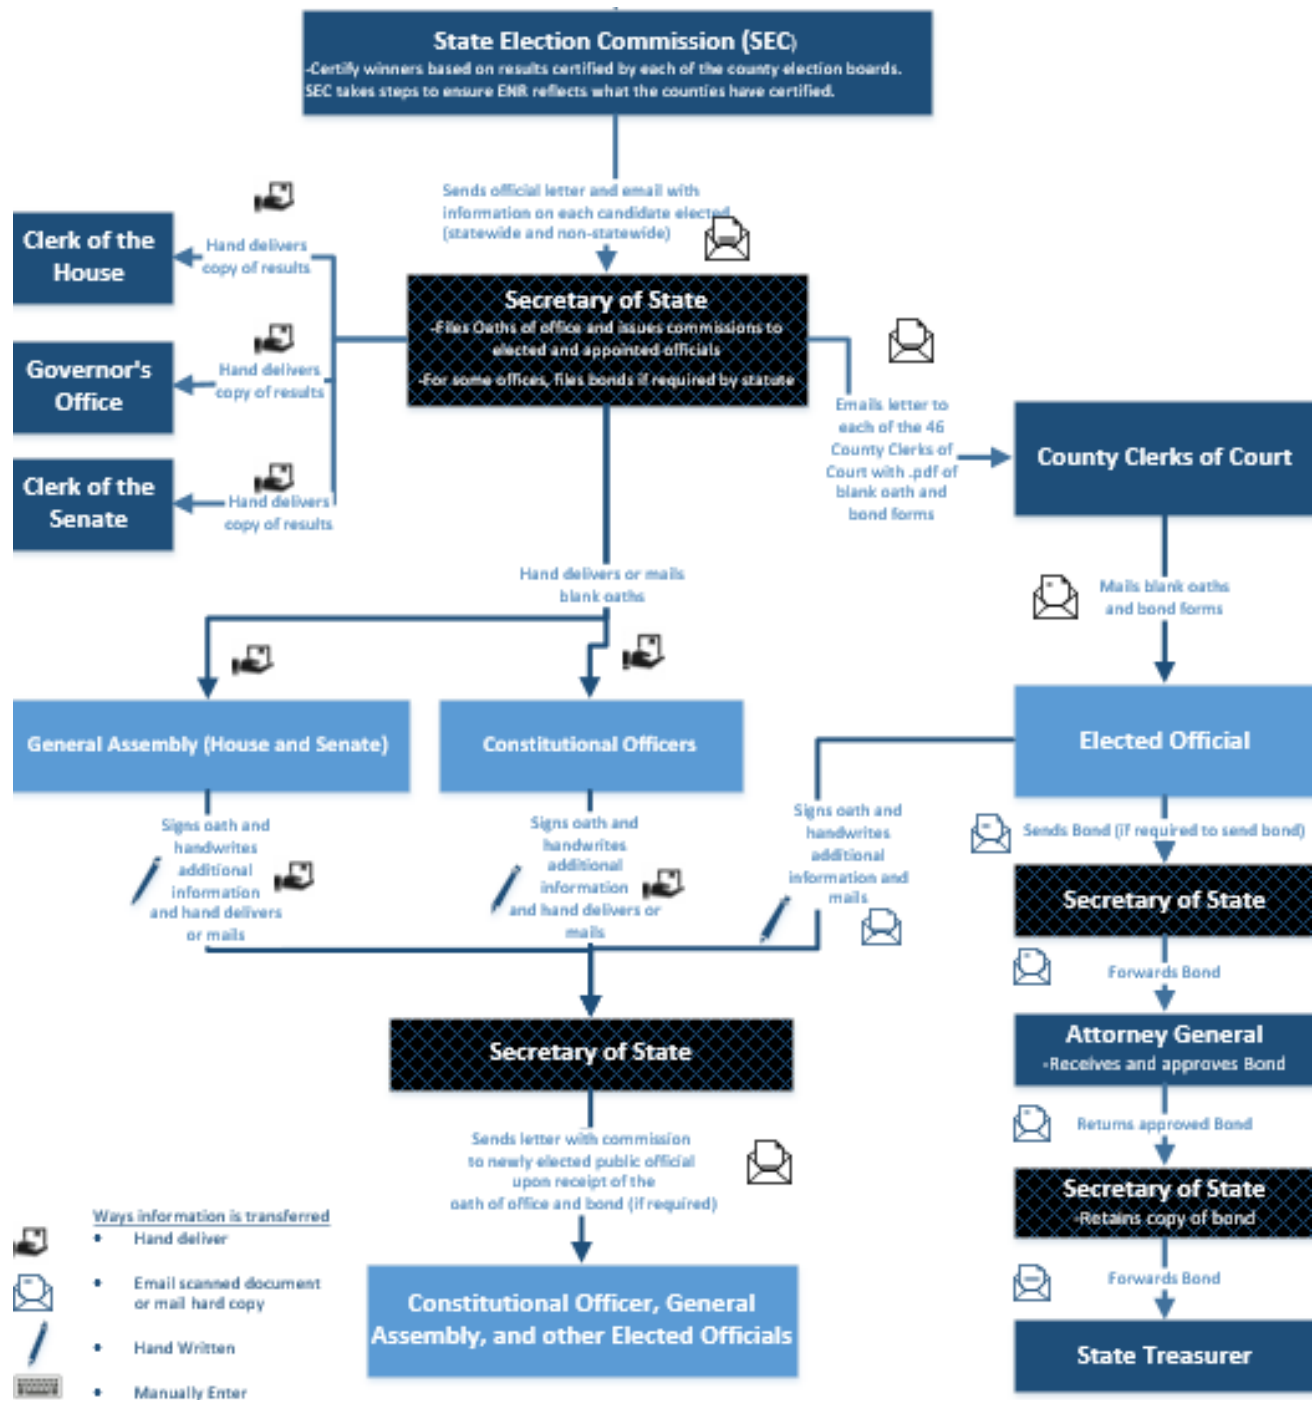 State Election Commission (SEC)
-Certify winners based on results certified by each of the county election boards.
SEC takes steps to ensure ENR reflects what the counties have certified.
Sends official letter and email with
information on each candidate elected
(statewide and non-statewide)
Clerk of the
House
Hand delivers
copy of results
Governor's
Office
Hand delivers
copy of results
Clerk of the
Senate
Hand delivers
copy of results
Secretary of State
-Files Oaths of office and issues commissions to
elected and appointed officials
-For some offices, files bonds if required by statute
Emails letter to
each of the 46
County Clerks of
Court with .pdf of
blank oath and
bond forms
County Clerks of Court
Hand delivers or mails
blank oaths
Mails blank oaths
and bond forms
General Assembly (House and Senate)
Constitutional Officers
Elected Official
Signs oath and
handwrites
additional
information
and hand delivers
or mails
Signs oath and
handwrites
additional
information
and hand delivers or
mails
Signs oath and
handwrites
additional
information and
mails
Sends Bond (if required to send bond)
Secretary of State
Forwards Bond
Attorney General
-Receives and approves Bond
Returns approved Bond
Secretary of State
-Retains copy of bond
Forwards Bond
State Treasurer
Secretary of State
Sends letter with commission
to newly elected public official
upon receipt of the
oath of office and bond (if required)
Constitutional Officer, General
Assembly, and other Elected Officials
Ways information is transferred
• Hand deliver
• Email scanned document
or mail hard copy
• Hand Written
• Manually Enter